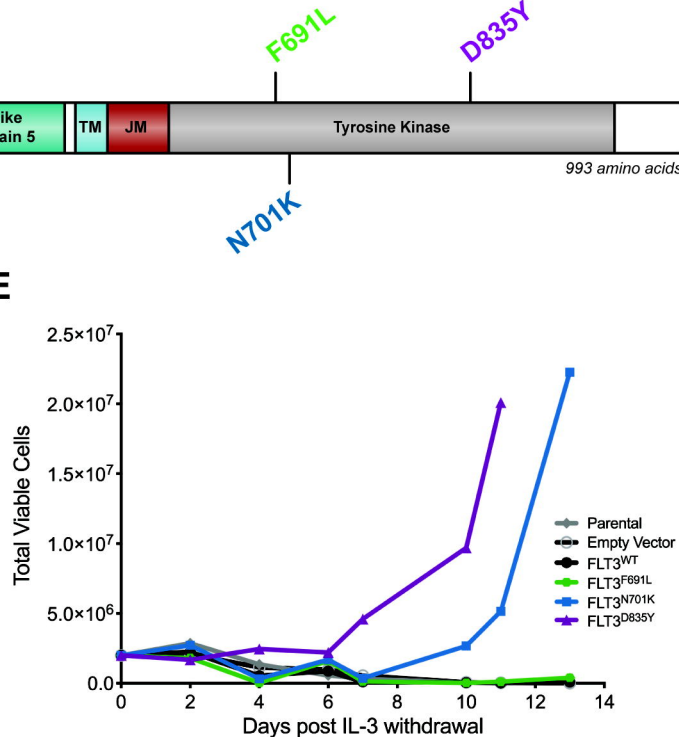 F691L
D835Y
ike
ain 5
TM
JM
Tyrosine Kinase
993 amino acids
N701K
E
2.5×10⁷
2.0×10⁷
1.5×10⁷
1.0×10⁷
5.0×10⁶
0.0
0 2 4 6 8 10 12 14
Total Viable Cells
Days post IL-3 withdrawal
Parental
Empty Vector
FLT3ᵂᵀ
FLT3ᶠ⁶⁹¹ᴸ
FLT3ᴺ⁷⁰¹ᴷ
FLT3ᴰ⁸³⁵ʸ